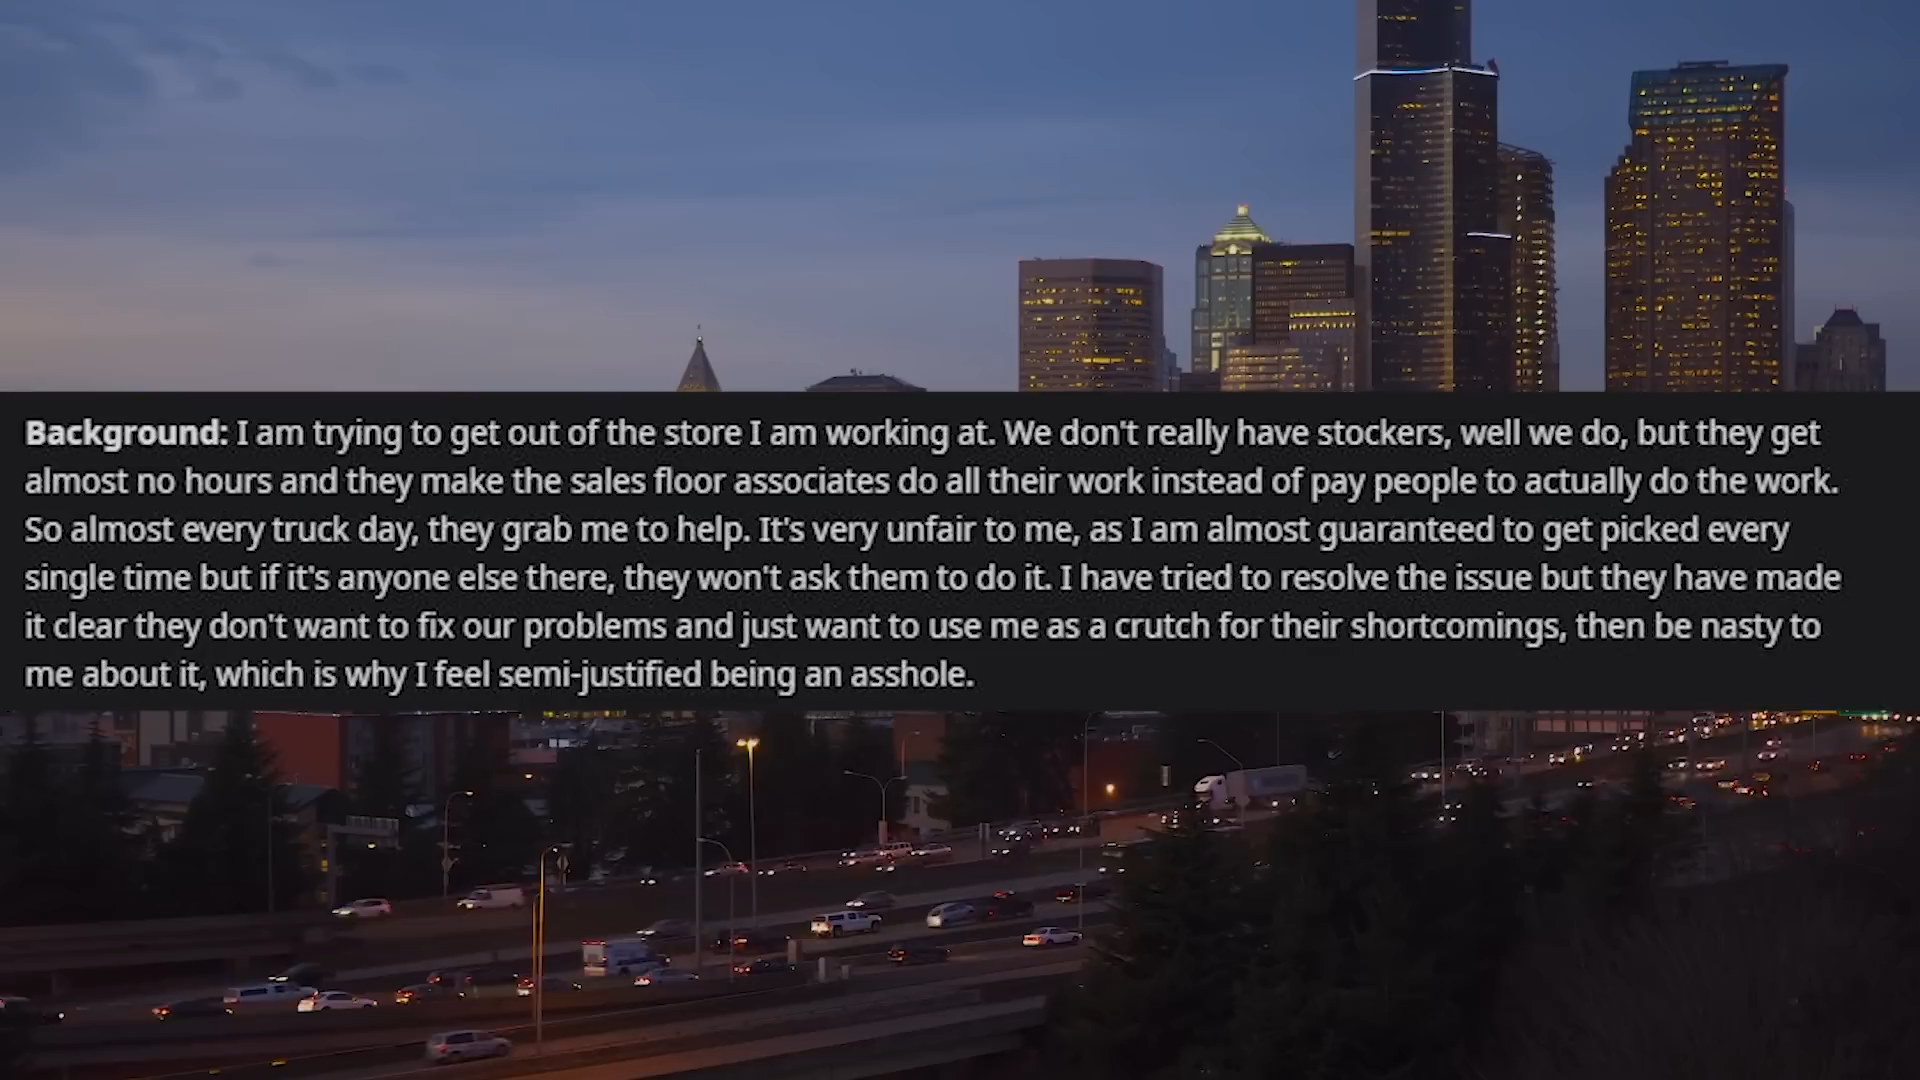 Background: I am trying to get out of the store I am working at. We don't really have stockers, well we do, but they get
almost no hours and they make the sales floor associates do all their work instead of pay people to actually do the work.
So almost every truck day, they grab me to help. It's very unfair to me, as I am almost guaranteed to get picked every
single time but if it's anyone else there, they won't ask them to do it. I have tried to resolve the issue but they have made
it clear they don't want to fix our problems and just want to use me as a crutch for their shortcomings, then be nasty to
me about it, which is why I feel semi-justified being an asshole.